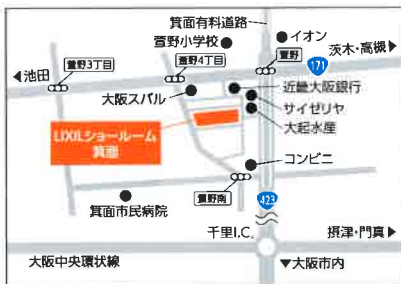 箕面有料道路
萱野小学校
イオン
茨木・高槻▶
171
萱野3丁目
萱野4丁目
萱野
◀池田
大阪スバル
近畿大阪銀行
サイゼリヤ
大起水産
LIXILショールーム
箕面
コンビニ
萱野南
箕面市民病院
423
千里I.C.
摂津・門真▶
大阪中央環状線
▼大阪市内